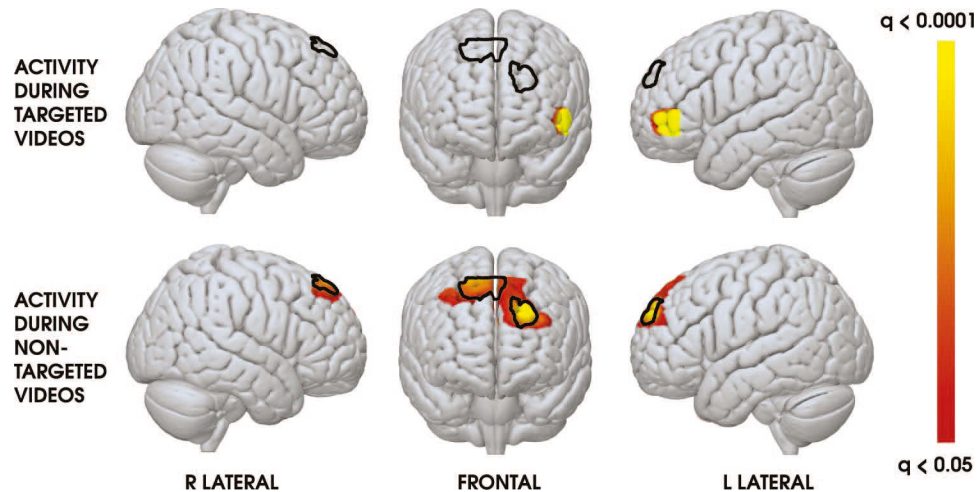 q < 0.0001
ACTIVITY
DURING
TARGETED
VIDEOS
ACTIVITY
DURING
NON-
TARGETED
VIDEOS
q < 0.05
R LATERAL
FRONTAL
L LATERAL